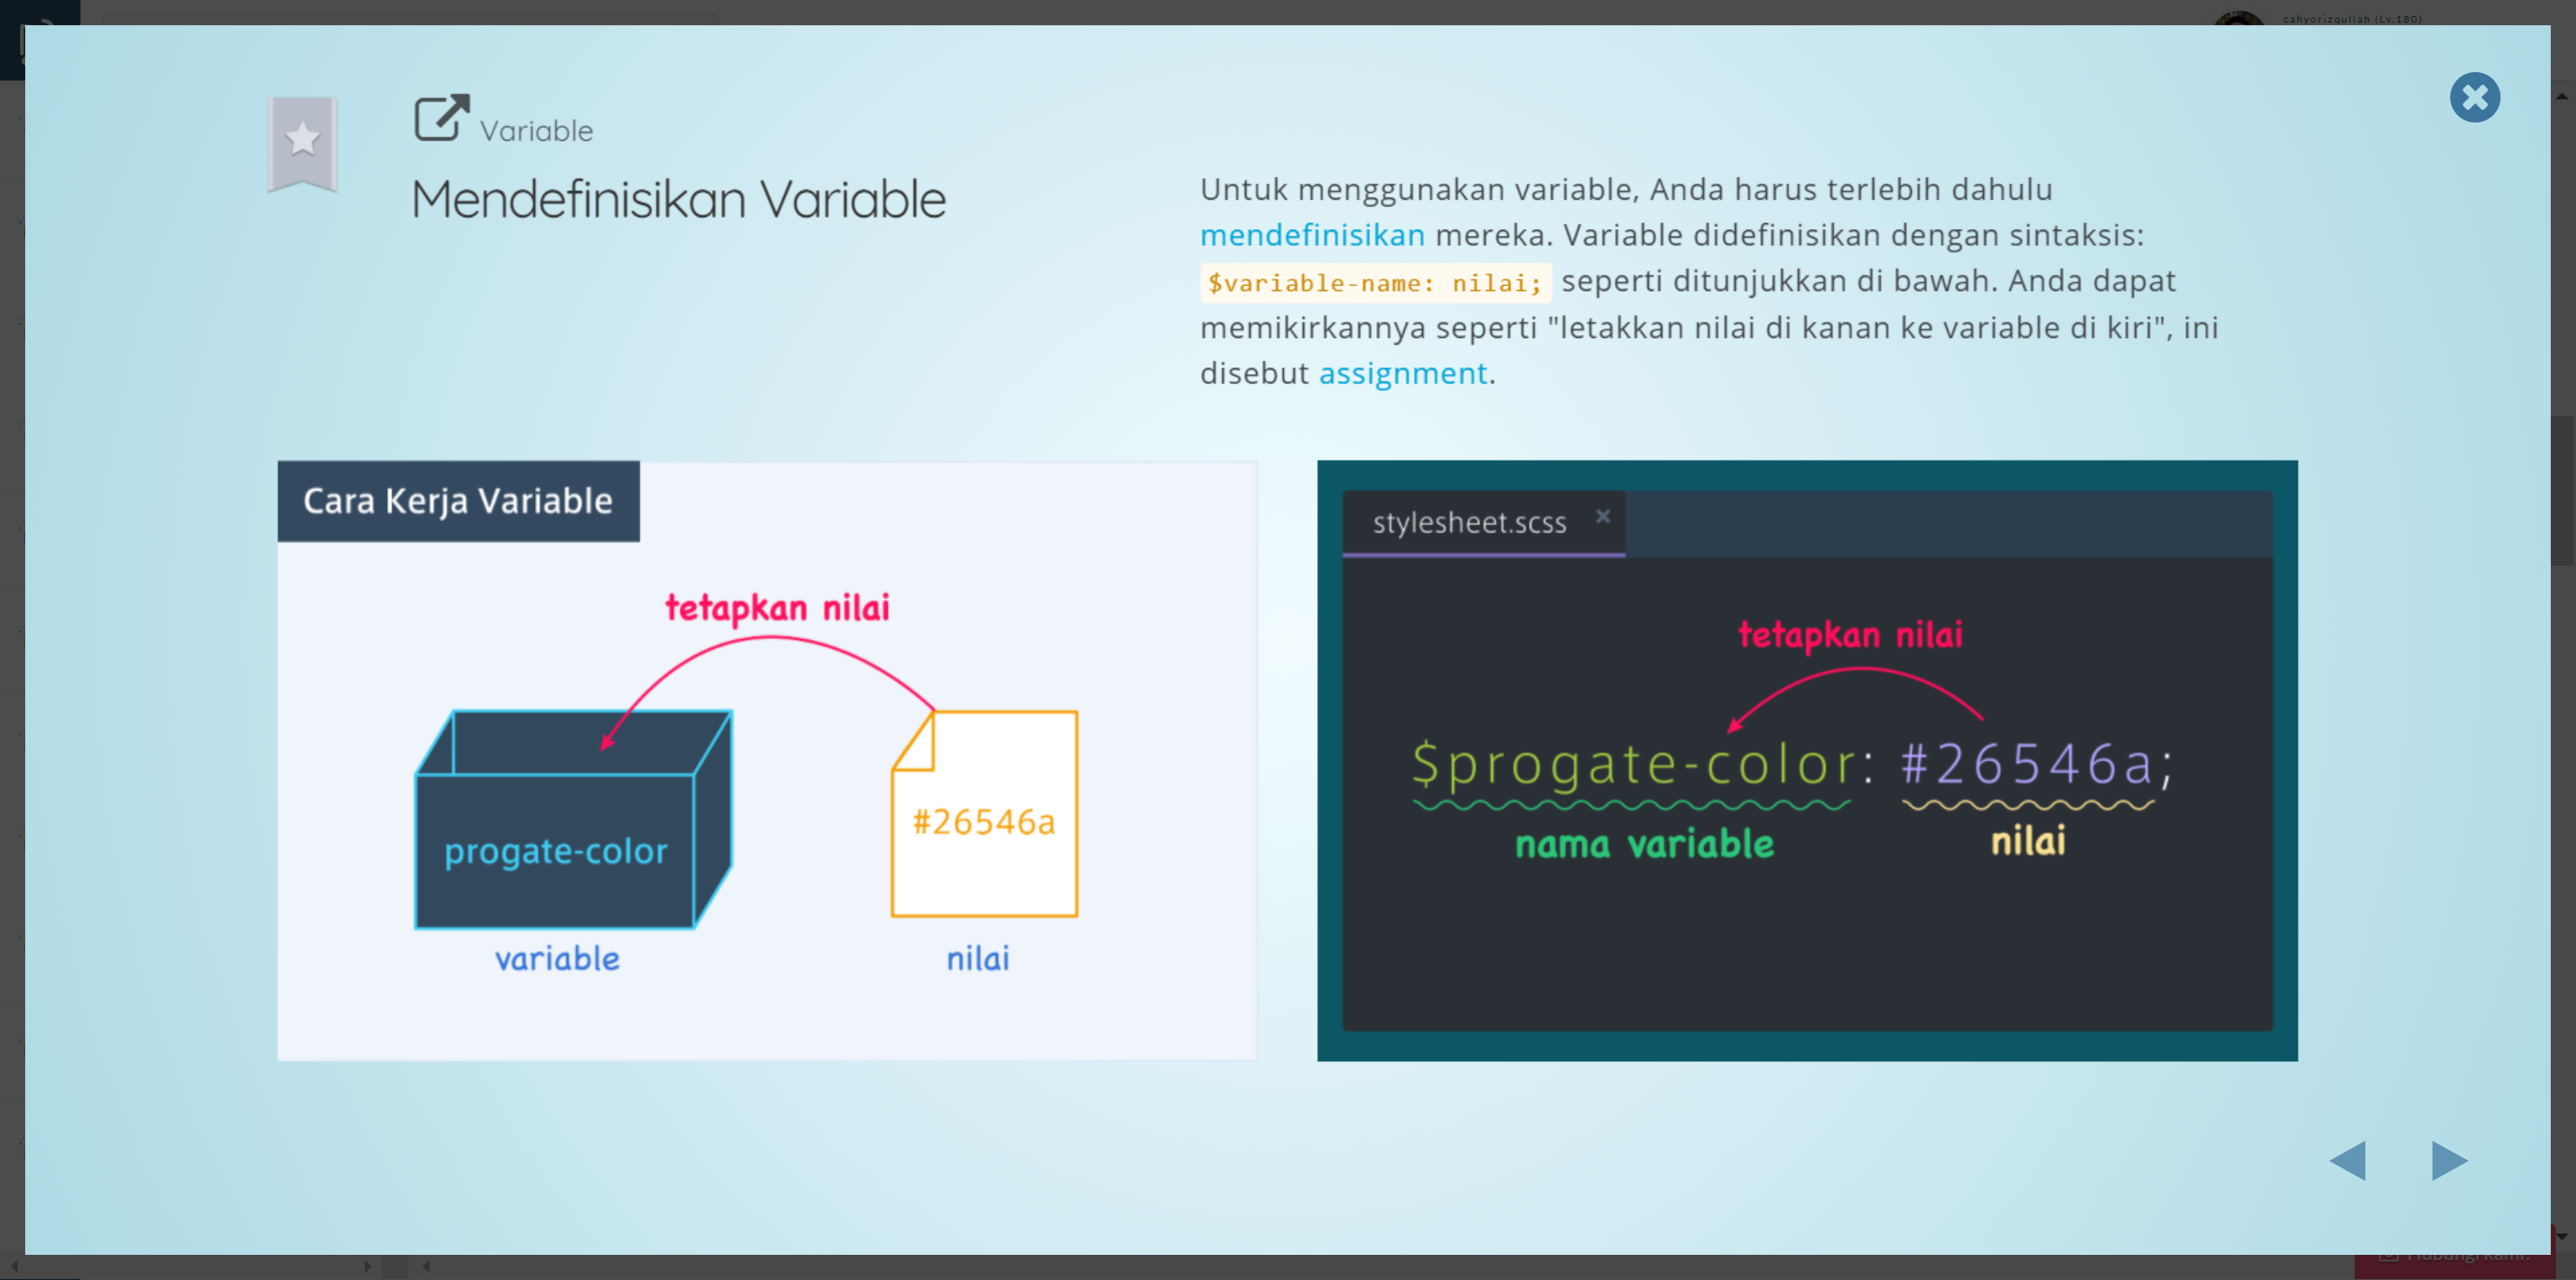 cahyorizqullah (Lv.180)
Variable
Mendefinisikan Variable
Untuk menggunakan variable, Anda harus terlebih dahulu
mendefinisikan mereka. Variable didefinisikan dengan sintaksis:
$variable-name: nilai; seperti ditunjukkan di bawah. Anda dapat
memikirkannya seperti "letakkan nilai di kanan ke variable di kiri", ini
disebut assignment.
Cara Kerja Variable
tetapkan nilai
progate-color
#26546a
variable
nilai
stylesheet.scss ×
tetapkan nilai
$progate-color: #26546a;
nama variable
nilai
Hubungi kami.